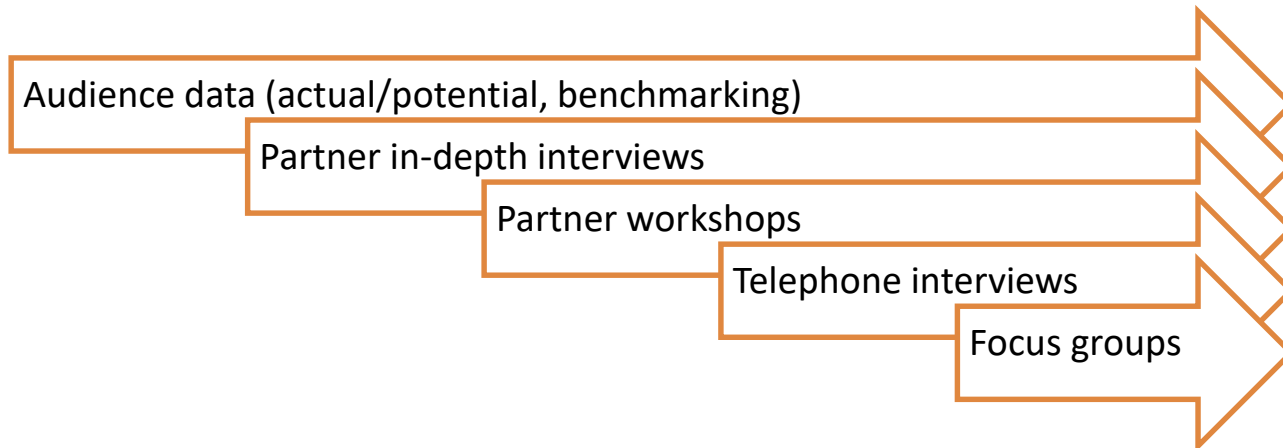 Audience data (actual/potential, benchmarking)
Partner in-depth interviews
Partner workshops
Telephone interviews
Focus groups